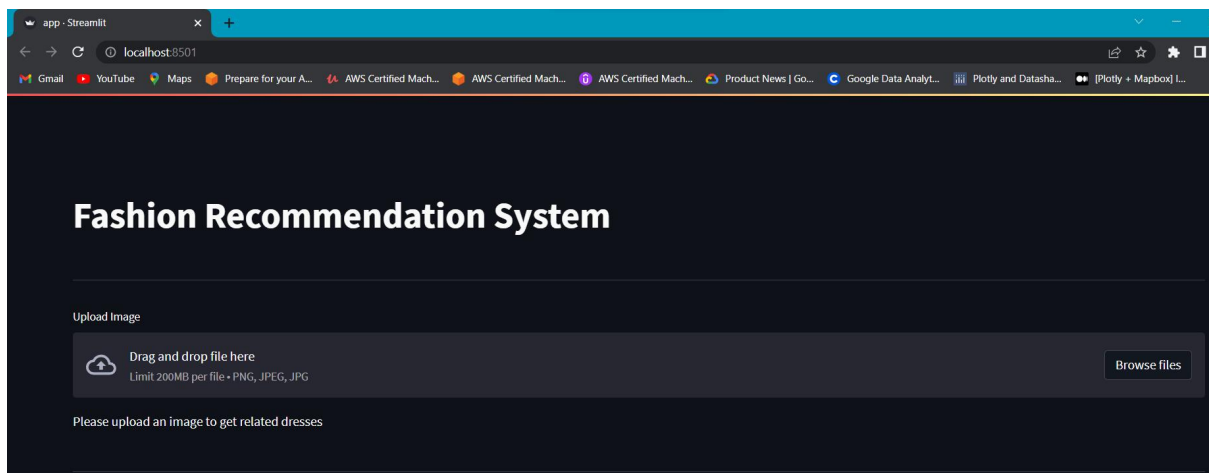 app · Streamlit
localhost:8501
Gmail YouTube Maps Prepare for your A... AWS Certified Mach... AWS Certified Mach... AWS Certified Mach... Product News | Go... Google Data Analyt... Plotly and Datasha... [Plotly + Mapbox] I...
Fashion Recommendation System
Upload Image
Drag and drop file here
Limit 200MB per file • PNG, JPEG, JPG
Browse files
Please upload an image to get related dresses